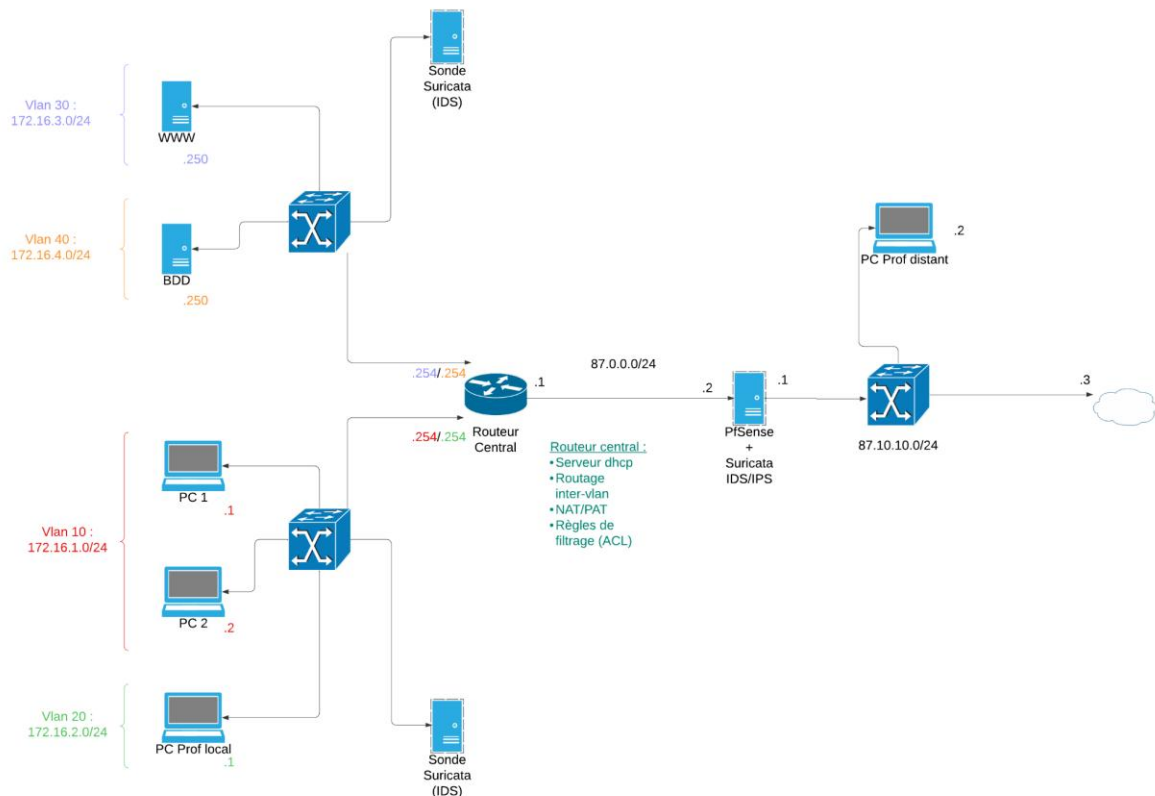 Sonde
Suricata
(IDS)
Vlan 30 :
172.16.3.0/24
WWW
.250
Vlan 40 :
172.16.4.0/24
BDD
.250
.2
PC Prof distant
.254/.254
.1
87.0.0.0/24
.2
.1
.3
Routeur
Central
.254/.254
PfSense
+
Suricata
IDS/IPS
87.10.10.0/24
Routeur central :
•Serveur dhcp
•Routage
inter-vlan
•NAT/PAT
•Règles de
filtrage (ACL)
PC 1
.1
Vlan 10 :
172.16.1.0/24
PC 2
.2
Vlan 20 :
172.16.2.0/24
PC Prof local
.1
Sonde
Suricata
(IDS)